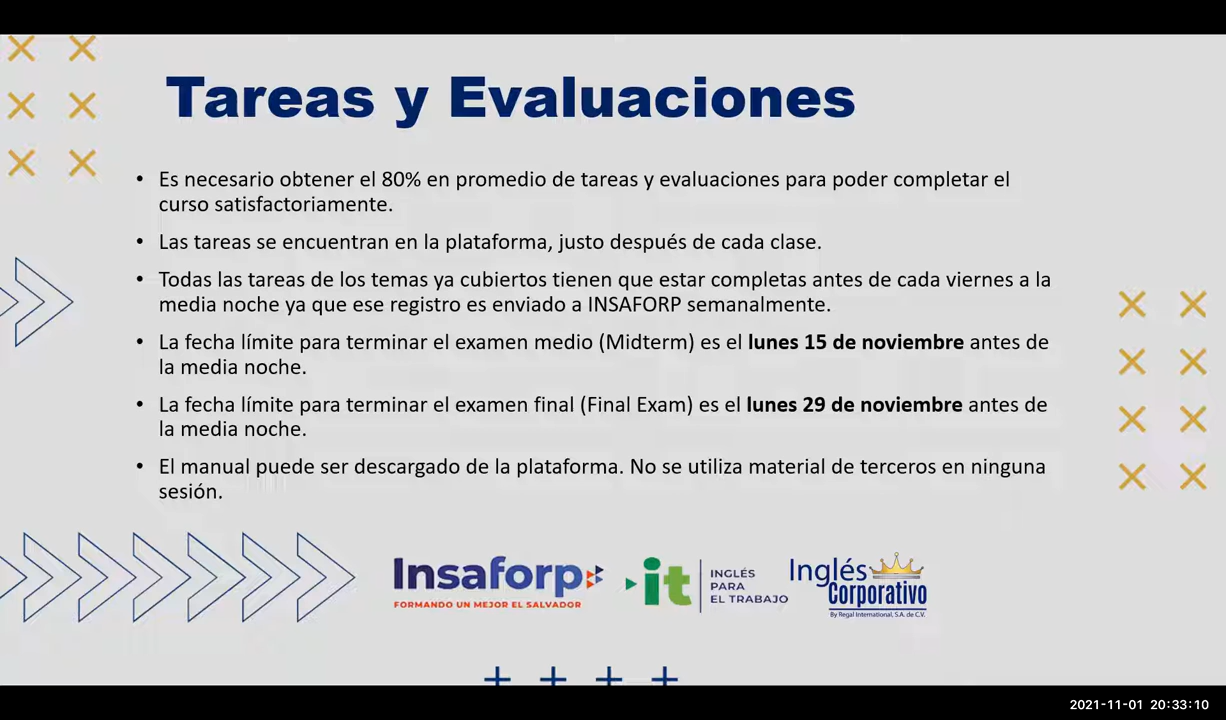 Tareas y Evaluaciones
• Es necesario obtener el 80% en promedio de tareas y evaluaciones para poder completar el
curso satisfactoriamente.
• Las tareas se encuentran en la plataforma, justo después de cada clase.
• Todas las tareas de los temas ya cubiertos tienen que estar completas antes de cada viernes a la
media noche ya que ese registro es enviado a INSAFORP semanalmente.
• La fecha límite para terminar el examen medio (Midterm) es el lunes 15 de noviembre antes de
la media noche.
• La fecha límite para terminar el examen final (Final Exam) es el lunes 29 de noviembre antes de
la media noche.
• El manual puede ser descargado de la plataforma. No se utiliza material de terceros en ninguna
sesión.
Insaforp
FORMANDO UN MEJOR EL SALVADOR
it
INGLÉS
PARA
EL TRABAJO
Inglés
Corporativo
By Regal International, S.A. de C.V.
2021-11-01 20:33:10